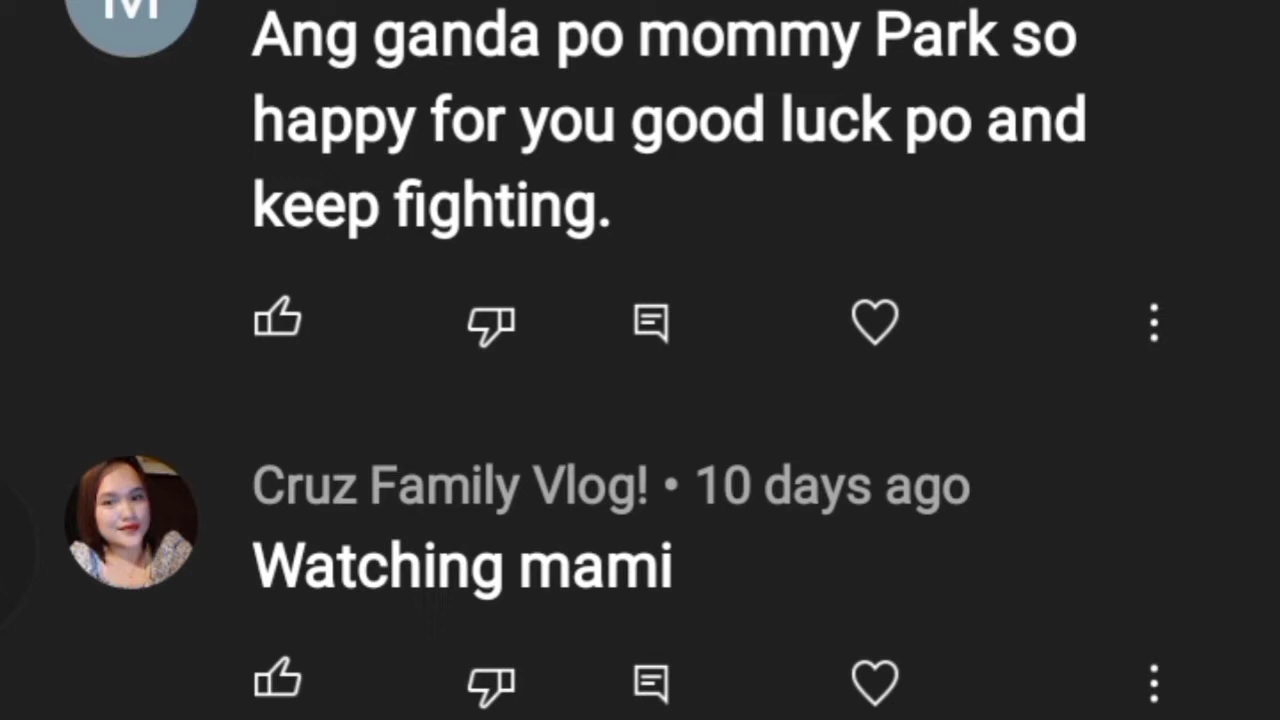 M
Ang ganda po mommy Park so
happy for you good luck po and
keep fighting.
Cruz Family Vlog! • 10 days ago
Watching mami